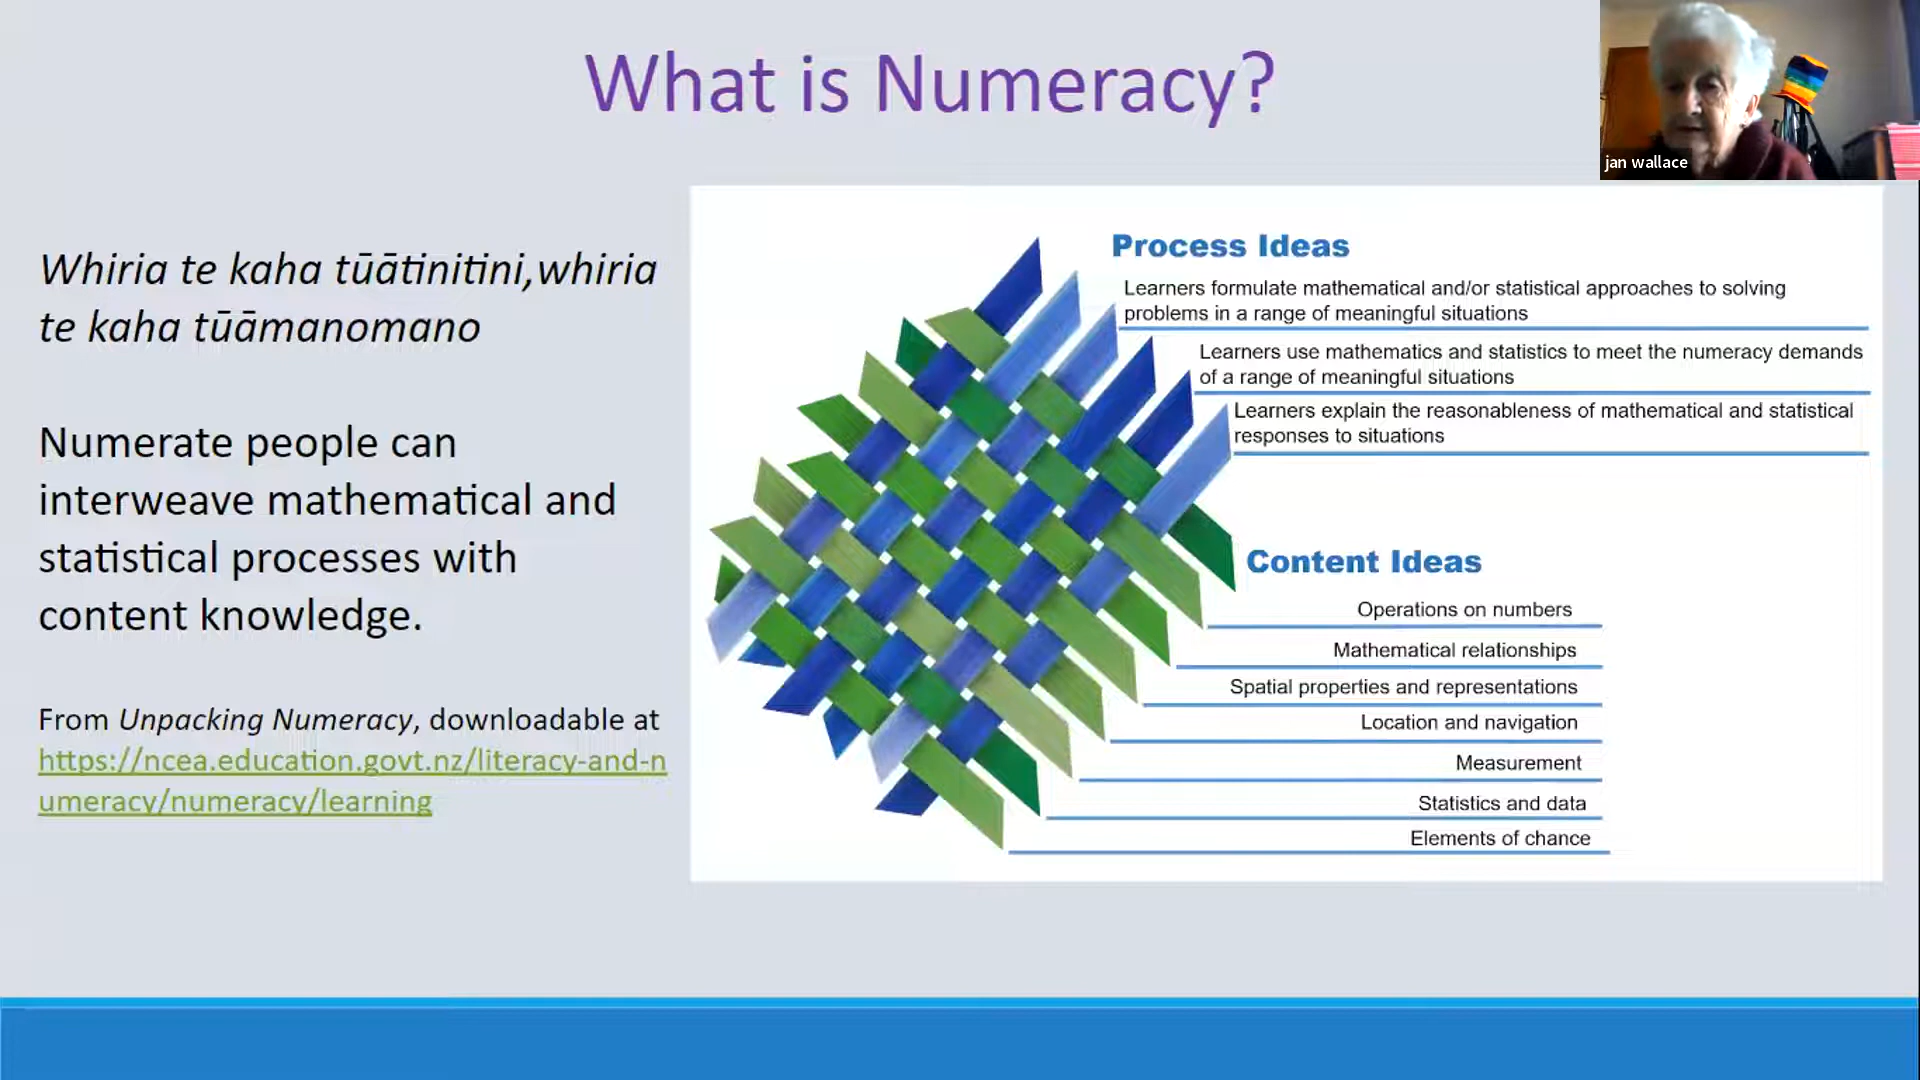 What is Numeracy?
jan wallace
Whiria te kaha tūātinitini,whiria
te kaha tūāmanomano
Numerate people can
interweave mathematical and
statistical processes with
content knowledge.
From Unpacking Numeracy, downloadable at
https://ncea.education.govt.nz/literacy-and-n
umeracy/numeracy/learning
Process Ideas
Learners formulate mathematical and/or statistical approaches to solving
problems in a range of meaningful situations
Learners use mathematics and statistics to meet the numeracy demands
of a range of meaningful situations
Learners explain the reasonableness of mathematical and statistical
responses to situations
Content Ideas
Operations on numbers
Mathematical relationships
Spatial properties and representations
Location and navigation
Measurement
Statistics and data
Elements of chance